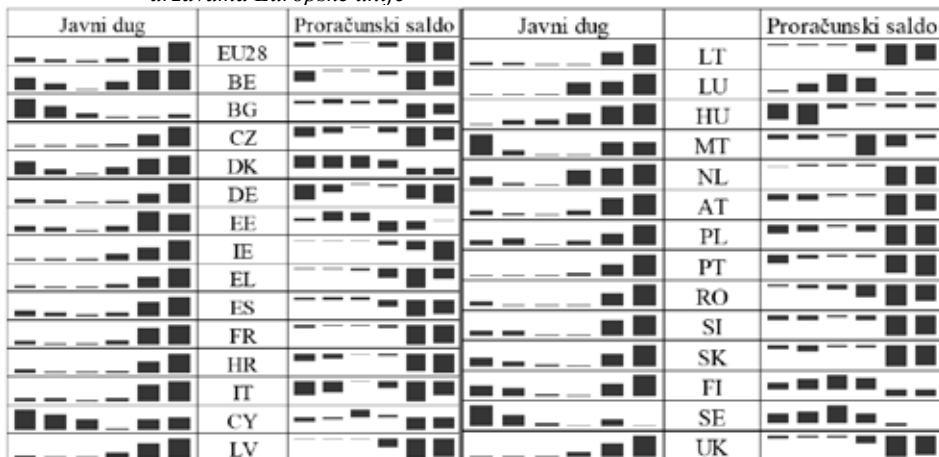 Javni dug Proračunski saldo Javni dug Proračunski saldo
EU28 LT
BE LU
BG HU
CZ MT
DK NL
DE AT
EE PL
IE PT
EL RO
ES SI
FR SK
HR FI
IT SE
CY UK
LV